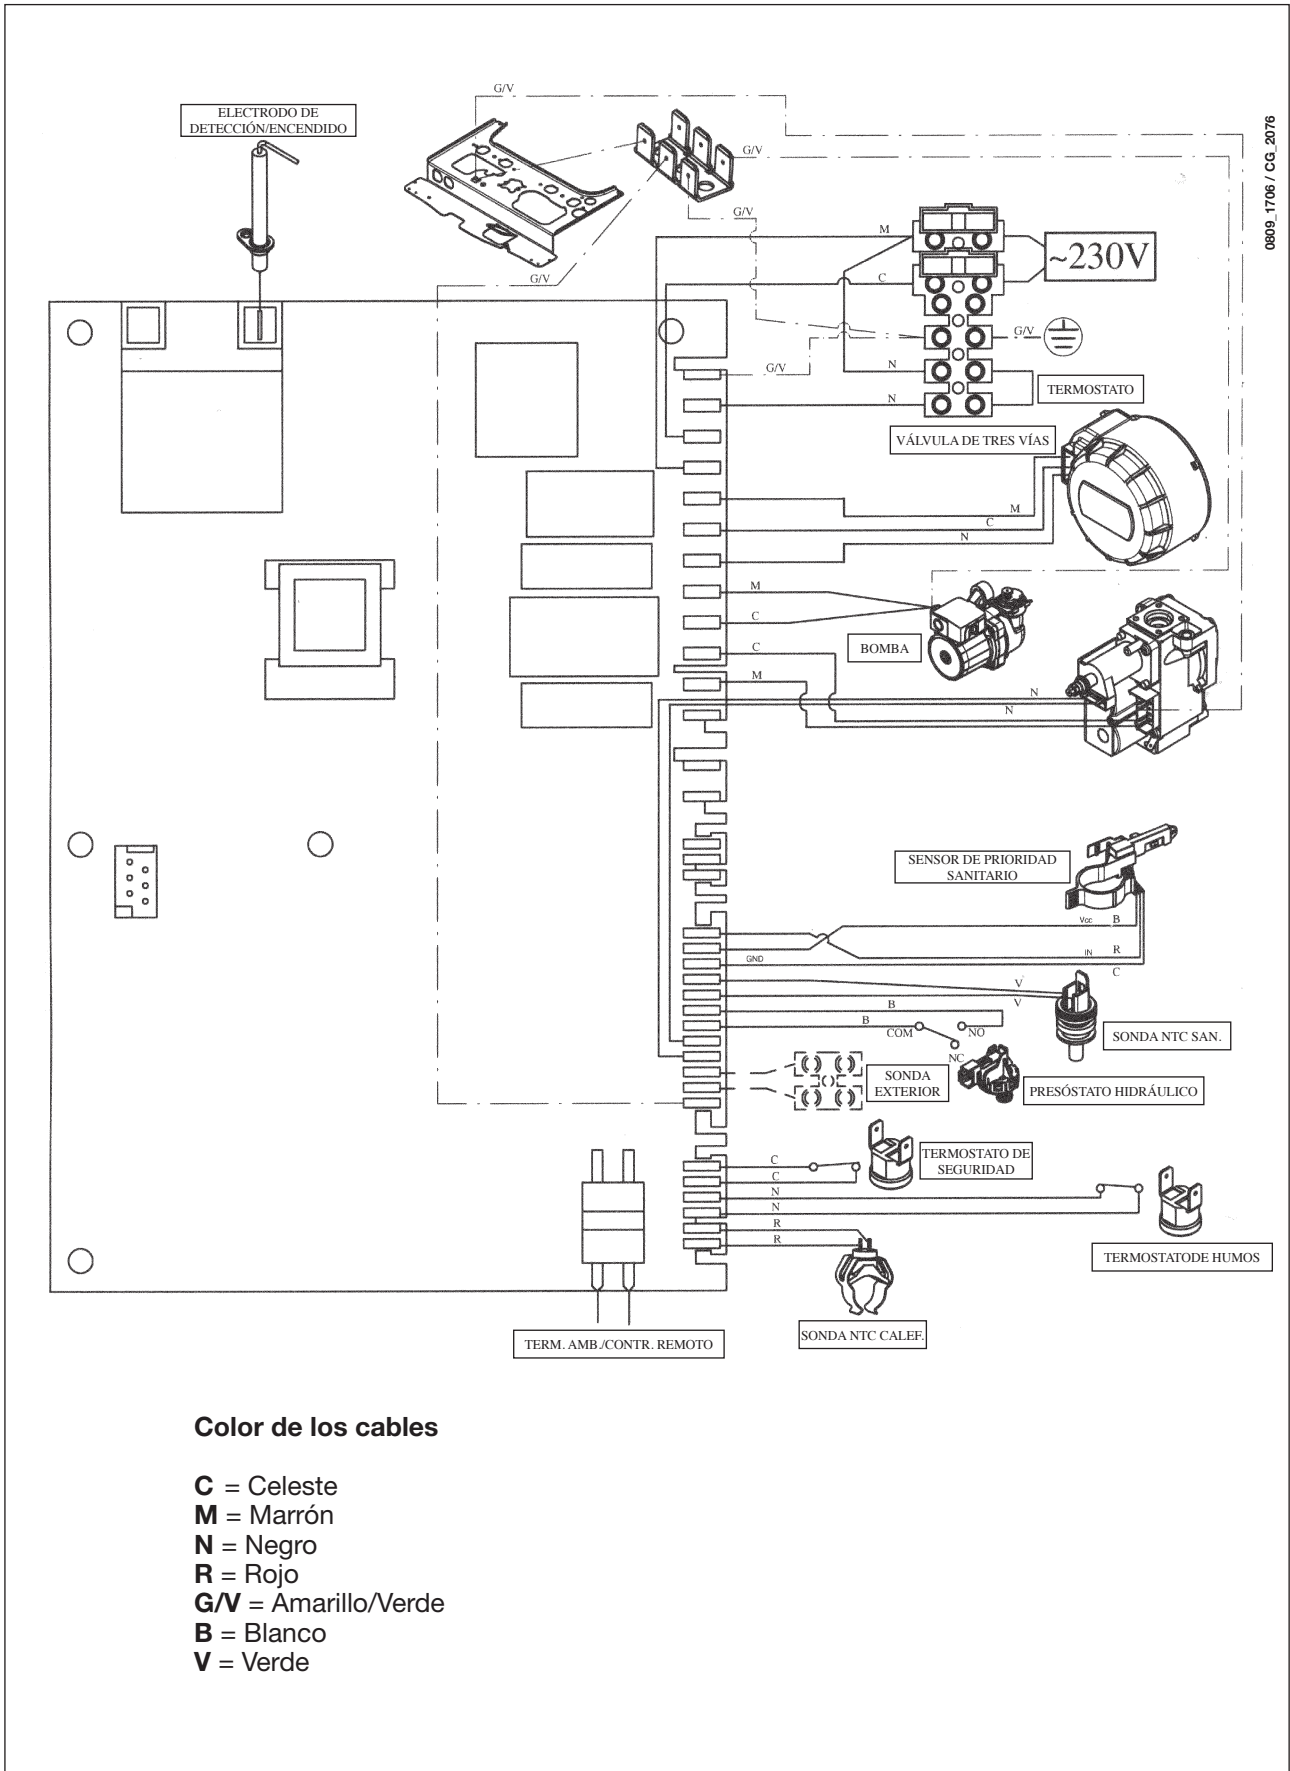 G/V
ELECTRODO DE
DETECCIÓN/ENCENDIDO
0809_1706 / CG_2076
G/V
G/V
M
~230V
G/V
C
G/V
G/V
N
TERMOSTATO
N
VÁLVULA DE TRES VÍAS
M
C
N
M
C
BOMBA
C
M
N
N
SENSOR DE PRIORIDAD
SANITARIO
Vcc
B
IN
R
GND
C
V
V
B
B
COM
NO
NC
SONDA NTC SAN.
SONDA
EXTERIOR
PRESÓSTATO HIDRÁULICO
TERMOSTATO DE
SEGURIDAD
C
C
N
N
R
R
TERMOSTATODE HUMOS
SONDA NTC CALEF.
TERM. AMB./CONTR. REMOTO
Color de los cables
C = Celeste
M = Marrón
N = Negro
R = Rojo
G/V = Amarillo/Verde
B = Blanco
V = Verde